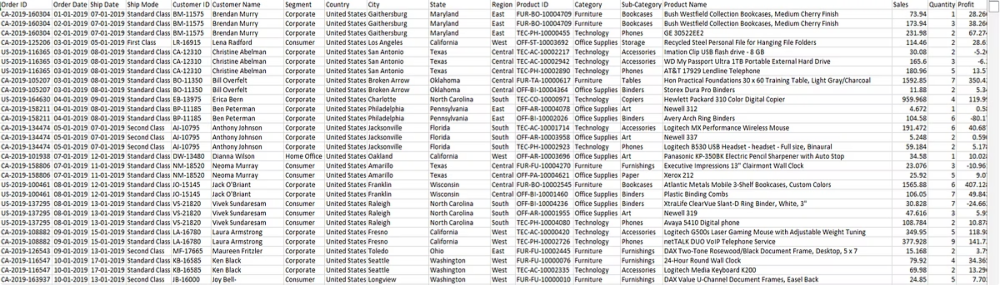 Order ID Order Date Ship Date Ship Mode Customer ID Customer Name Segment Country City State Region Product ID Category Sub-Category Product Name Sales Quantity Profit
CA-2019-160304 01-01-2019 07-01-2019 Standard Class BM-11575 Brendan Murry Corporate United States Gaithersburg Maryland East FUR-BO-10004709 Furniture Bookcases Bush Westfield Collection Bookcases, Medium Cherry Finish 73.94 1 28.26
CA-2019-160304 02-01-2019 07-01-2019 Standard Class BM-11575 Brendan Murry Corporate United States Gaithersburg Maryland East FUR-BO-10004709 Furniture Bookcases Bush Westfield Collection Bookcases, Medium Cherry Finish 173.94 3 38.26
CA-2019-160304 02-01-2019 07-01-2019 Standard Class BM-11575 Brendan Murry Corporate United States Gaithersburg Maryland East TEC-PH-10000455 Technology Phones GE 30522EE2 231.98 2 67.27
CA-2019-125206 03-01-2019 05-01-2019 First Class LR-16915 Lena Radford Consumer United States Los Angeles California West OFF-ST-10003692 Office Supplies Storage Recycled Steel Personal File for Hanging File Folders 114.46 2 28.6
US-2019-116365 03-01-2019 08-01-2019 Standard Class CA-12310 Christine Abelman Corporate United States San Antonio Texas Central TEC-AC-10002217 Technology Accessories Imation Clip USB flash drive - 8 GB 30.08 2 -5.2
US-2019-116365 03-01-2019 08-01-2019 Standard Class CA-12310 Christine Abelman Corporate United States San Antonio Texas Central TEC-AC-10002942 Technology Accessories WD My Passport Ultra 1TB Portable External Hard Drive 165.6 3 -6.
US-2019-116365 03-01-2019 08-01-2019 Standard Class CA-12310 Christine Abelman Corporate United States San Antonio Texas Central TEC-PH-10002890 Technology Phones AT&T 17929 Lendline Telephone 180.96 5 13.5
CA-2019-105207 03-01-2019 08-01-2019 Standard Class BO-11350 Bill Overfelt Corporate United States Broken Arrow Oklahoma Central FUR-TA-10000617 Furniture Tables Hon Practical Foundations 30 x 60 Training Table, Light Gray/Charcoal 1592.85 7 350.4
CA-2019-105207 03-01-2019 08-01-2019 Standard Class BO-11350 Bill Overfelt Corporate United States Broken Arrow Oklahoma Central OFF-BI-10004364 Office Supplies Binders Storex Dura Pro Binders 11.88 2 5.3
US-2019-164630 04-01-2019 09-01-2019 Standard Class EB-13975 Erica Bern Corporate United States Charlotte North Carolina South TEC-CO-10000971 Technology Copiers Hewlett Packard 310 Color Digital Copier 959.968 4 119.9
CA-2019-158211 04-01-2019 08-01-2019 Standard Class BP-11185 Ben Peterman Corporate United States Philadelphia Pennsylvania East OFF-AR-10004078 Office Supplies Art Newell 312 4.672 1 0.5
CA-2019-158211 04-01-2019 08-01-2019 Standard Class BP-11185 Ben Peterman Corporate United States Philadelphia Pennsylvania East OFF-BI-10002026 Office Supplies Binders Avery Arch Ring Binders 104.58 6 -80.1
CA-2019-134474 05-01-2019 07-01-2019 Second Class AJ-10795 Anthony Johnson Corporate United States Jacksonville Florida South TEC-AC-10001714 Technology Accessories Logitech MX Performance Wireless Mouse 191.472 6 40.68
CA-2019-134474 05-01-2019 07-01-2019 Second Class AJ-10795 Anthony Johnson Corporate United States Jacksonville Florida South OFF-AR-10003958 Office Supplies Art Newell 337 5.248 2 0.59
CA-2019-134474 05-01-2019 07-01-2019 Second Class AJ-10795 Anthony Johnson Corporate United States Jacksonville Florida South TEC-PH-10002923 Technology Phones Logitech B530 USB Headset - headset - Full size, Binaural 59.184 2 5.17
CA-2019-101938 07-01-2019 12-01-2019 Standard Class DW-13480 Dianna Wilson Home Office United States Oakland California West OFF-AR-10003696 Office Supplies Art Panasonic KP-350BK Electric Pencil Sharpener with Auto Stop 34.58 1 10.02
CA-2019-158806 07-01-2019 11-01-2019 Standard Class NM-18520 Neoma Murray Consumer United States Amarillo Texas Central FUR-FU-10004270 Furniture Furnishings Executive Impressions 13" Clairmont Wall Clock 23.076 3 -10.96
CA-2019-158806 07-01-2019 11-01-2019 Standard Class NM-18520 Neoma Murray Consumer United States Amarillo Texas Central OFF-PA-10004621 Office Supplies Paper Xerox 212 25.92 5 9.0
US-2019-100461 08-01-2019 12-01-2019 Standard Class JO-15145 Jack O'Briant Corporate United States Franklin Wisconsin Central FUR-BO-10002545 Furniture Bookcases Atlantic Metals Mobile 3-Shelf Bookcases, Custom Colors 1565.88 6 407.12
US-2019-100461 08-01-2019 12-01-2019 Standard Class JO-15145 Jack O'Briant Corporate United States Franklin Wisconsin Central OFF-BI-10001460 Office Supplies Binders Plastic Binding Combs 106.05 7 49.84
US-2019-137295 08-01-2019 13-01-2019 Standard Class VS-21820 Vivek Sundaresam Consumer United States Raleigh North Carolina South OFF-BI-10004236 Office Supplies Binders XtraLife ClearVue Slant-D Ring Binder, White, 3" 30.828 7 -24.66
US-2019-137295 08-01-2019 13-01-2019 Standard Class VS-21820 Vivek Sundaresam Consumer United States Raleigh North Carolina South OFF-AR-10001955 Office Supplies Art Newell 319 47.616 3 5.9
US-2019-137295 08-01-2019 13-01-2019 Standard Class VS-21820 Vivek Sundaresam Consumer United States Raleigh North Carolina South TEC-PH-10004080 Technology Phones Avaya 5410 Digital phone 108.784 2 10.87
CA-2019-108882 09-01-2019 15-01-2019 Standard Class LA-16780 Laura Armstrong Corporate United States Fresno California West TEC-AC-10000420 Technology Accessories Logitech G500s Laser Gaming Mouse with Adjustable Weight Tuning 349.95 5 118.9
CA-2019-108882 09-01-2019 15-01-2019 Standard Class LA-16780 Laura Armstrong Corporate United States Fresno California West TEC-PH-10002726 Technology Phones netTALK DUO VoIP Telephone Service 377.928 9 141.7
CA-2019-126543 09-01-2019 13-01-2019 Second Class MF-17665 Maureen Fritzler Corporate United States Toledo Ohio East FUR-FU-10002445 Furniture Furnishings DAX Two-Tone Rosewood/Black Document Frame, Desktop, 5 x 7 15.168 2 3.7
CA-2019-116547 10-01-2019 17-01-2019 Standard Class KB-16585 Ken Black Corporate United States Seattle Washington West FUR-FU-10000076 Furniture Furnishings 24-Hour Round Wall Clock 79.92 4 34.36
CA-2019-116547 10-01-2019 17-01-2019 Standard Class KB-16585 Ken Black Corporate United States Seattle Washington West TEC-AC-10002335 Technology Accessories Logitech Media Keyboard K200 69.98 2 13.29
CA-2019-163937 10-01-2019 13-01-2019 Second Class JB-16000 Joy Bell- Consumer United States Longview Washington West FUR-FU-10000010 Furniture Furnishings DAX Value U-Channel Document Frames, Easel Back 24.85 5 7.70